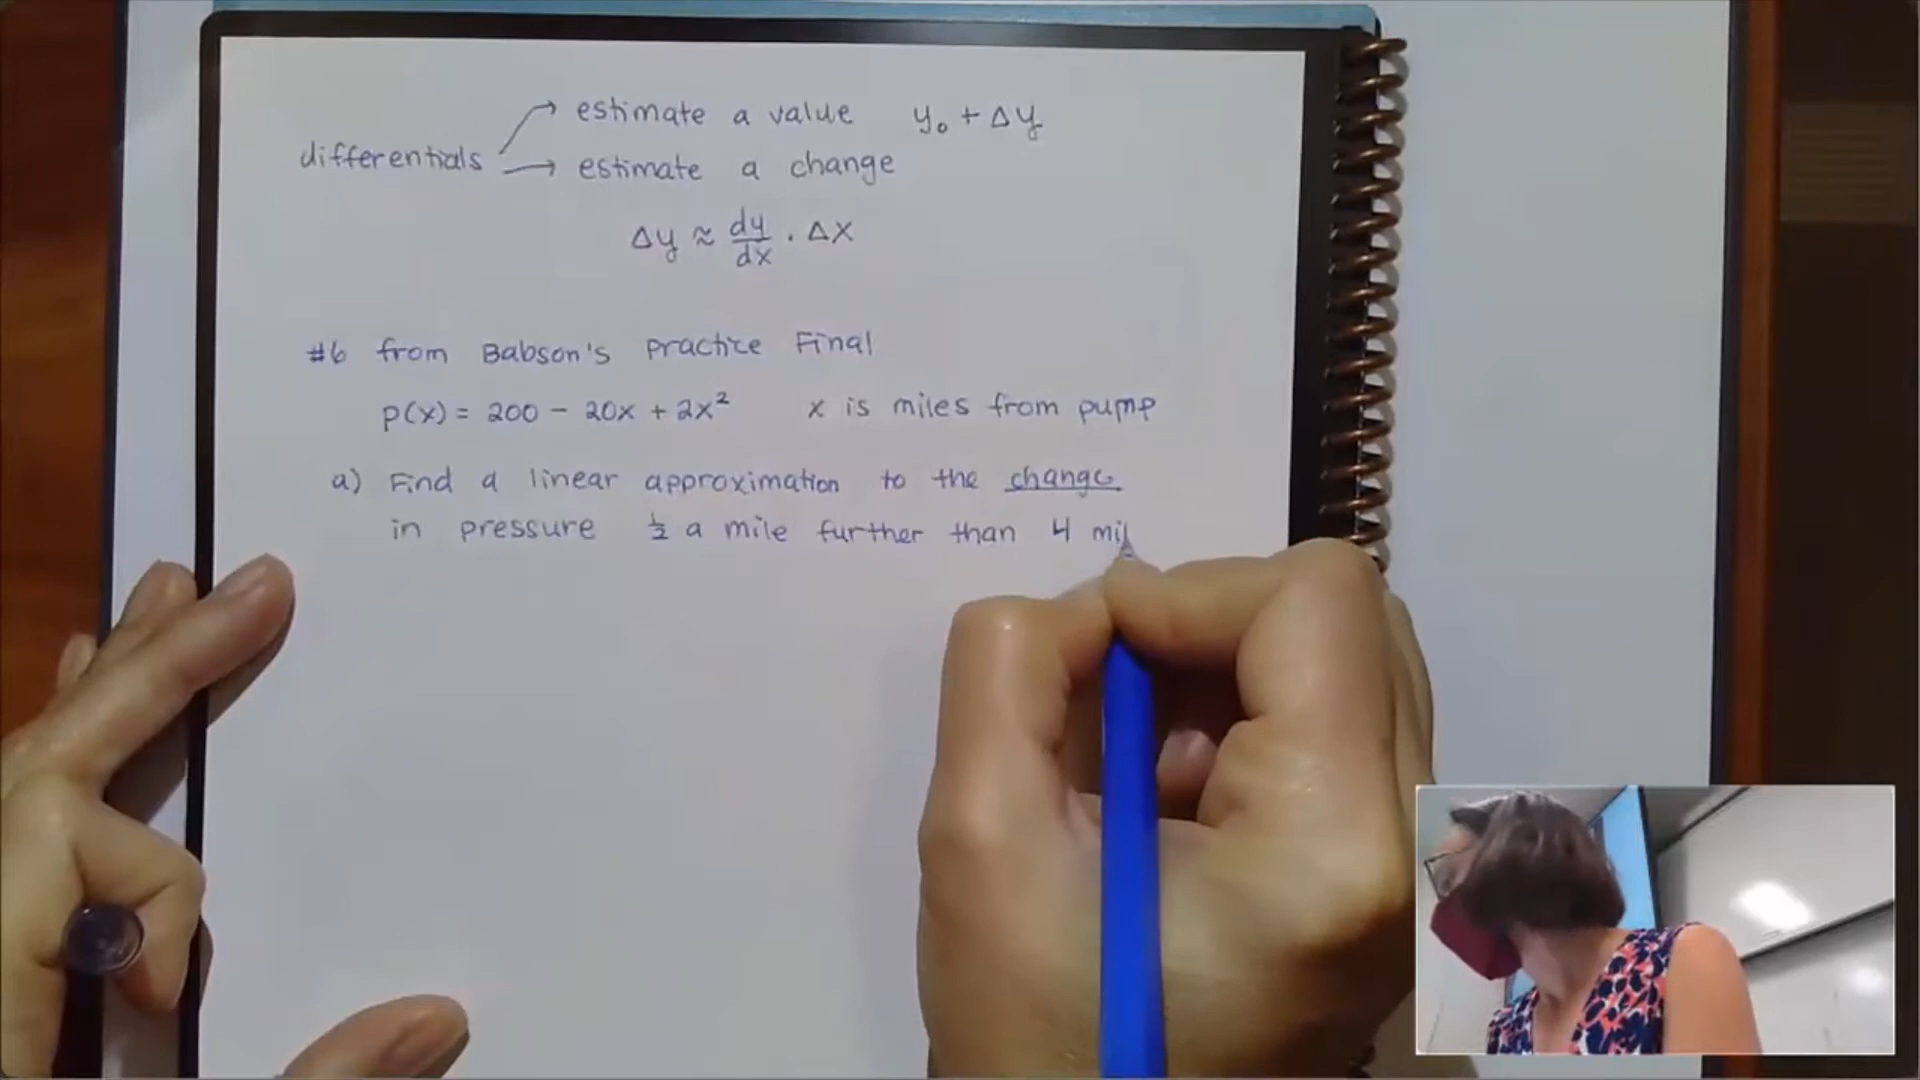 estimate a value y₀ + Δy
differentials
estimate a change
Δy ≈ dy/dx · Δx
#6 from Babson's Practice Final
p(x) = 200 - 20x + 2x² x is miles from pump
a) Find a linear approximation to the change
in pressure ½ a mile further than 4 mil